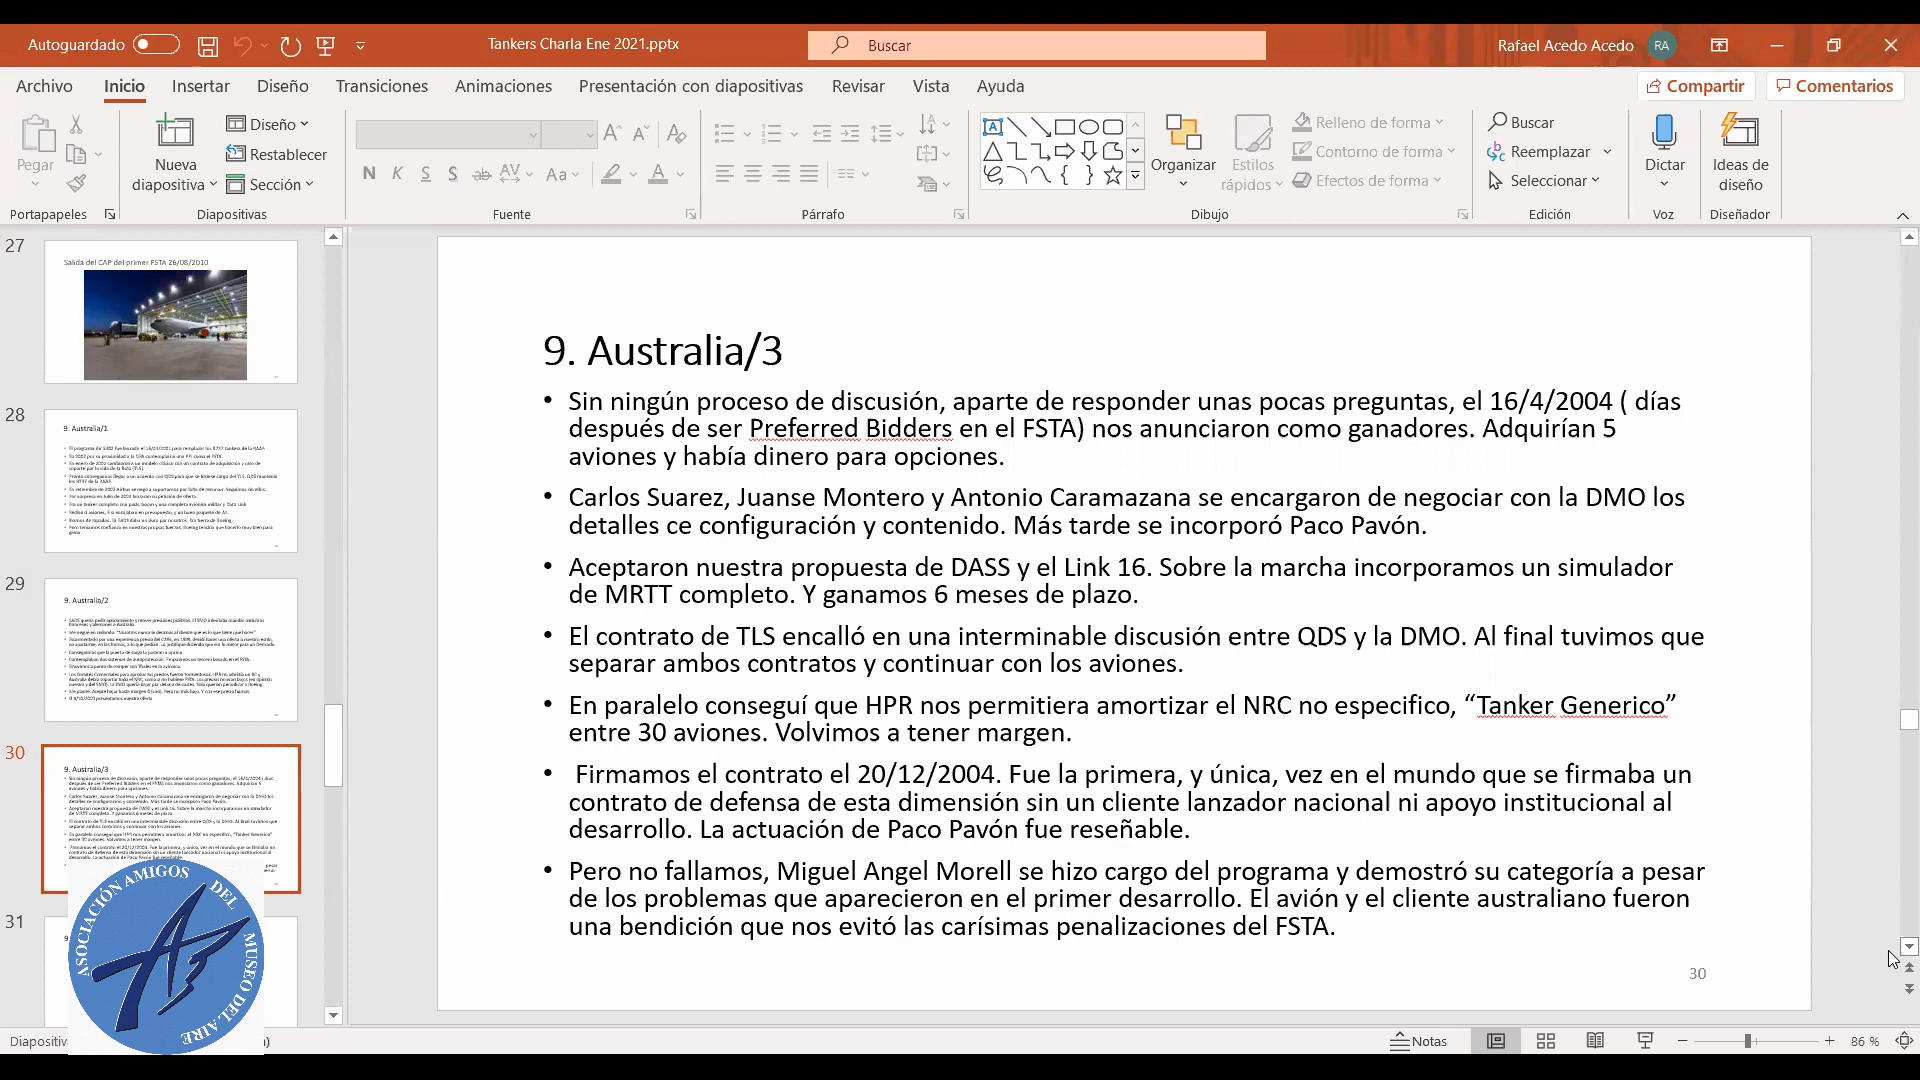 Autoguardado
Tankers Charla Ene 2021.pptx
Buscar
Rafael Acedo Acedo
RA
Archivo
Inicio
Insertar
Diseño
Transiciones
Animaciones
Presentación con diapositivas
Revisar
Vista
Ayuda
Compartir
Comentarios
Pegar
Nueva
diapositiva
Diseño
Restablecer
Sección
N K S S ab AV Aa A
Organizar
Estilos
rápidos
Relleno de forma
Contorno de forma
Efectos de forma
Buscar
Reemplazar
Seleccionar
Dictar
Ideas de
diseño
Portapapeles
Diapositivas
Fuente
Párrafo
Dibujo
Edición
Voz
Diseñador
27
Salida del CAP del primer FSTA 26/08/2010
28
9. Australia/1
29
9. Australia/2
30
9. Australia/3
31
ASOCIACIÓN AMIGOS DEL MUSEO DEL AIRE
9. Australia/3
• Sin ningún proceso de discusión, aparte de responder unas pocas preguntas, el 16/4/2004 ( días
después de ser Preferred Bidders en el FSTA) nos anunciaron como ganadores. Adquirían 5
aviones y había dinero para opciones.
• Carlos Suarez, Juanse Montero y Antonio Caramazana se encargaron de negociar con la DMO los
detalles ce configuración y contenido. Más tarde se incorporó Paco Pavón.
• Aceptaron nuestra propuesta de DASS y el Link 16. Sobre la marcha incorporamos un simulador
de MRTT completo. Y ganamos 6 meses de plazo.
• El contrato de TLS encalló en una interminable discusión entre QDS y la DMO. Al final tuvimos que
separar ambos contratos y continuar con los aviones.
• En paralelo conseguí que HPR nos permitiera amortizar el NRC no especifico, “Tanker Generico”
entre 30 aviones. Volvimos a tener margen.
• Firmamos el contrato el 20/12/2004. Fue la primera, y única, vez en el mundo que se firmaba un
contrato de defensa de esta dimensión sin un cliente lanzador nacional ni apoyo institucional al
desarrollo. La actuación de Paco Pavón fue reseñable.
• Pero no fallamos, Miguel Angel Morell se hizo cargo del programa y demostró su categoría a pesar
de los problemas que aparecieron en el primer desarrollo. El avión y el cliente australiano fueron
una bendición que nos evitó las carísimas penalizaciones del FSTA.
30
Notas
86 %